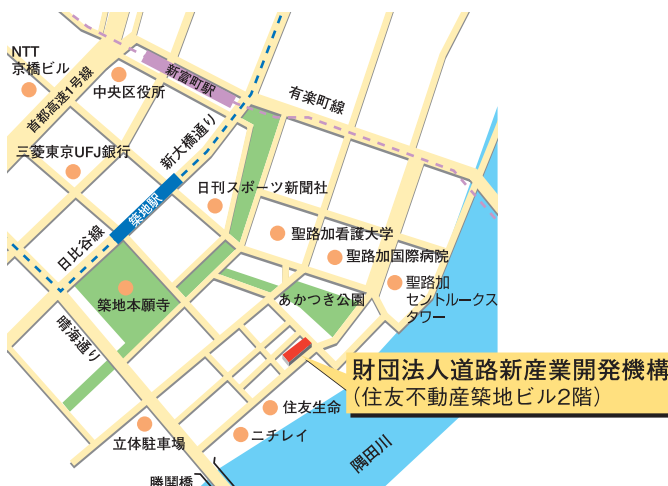 NTT
京橋ビル
首都高速1号線
中央区役所
新富町駅
有楽町線
三菱東京UFJ銀行
新大橋通り
日刊スポーツ新聞社
築地駅
日比谷線
聖路加看護大学
聖路加国際病院
聖路加
セントルークス
タワー
築地本願寺
あかつき公園
晴海通り
財団法人道路新産業開発機構
(住友不動産築地ビル2階)
住友生命
ニチレイ
立体駐車場
隅田川
勝鬨橋